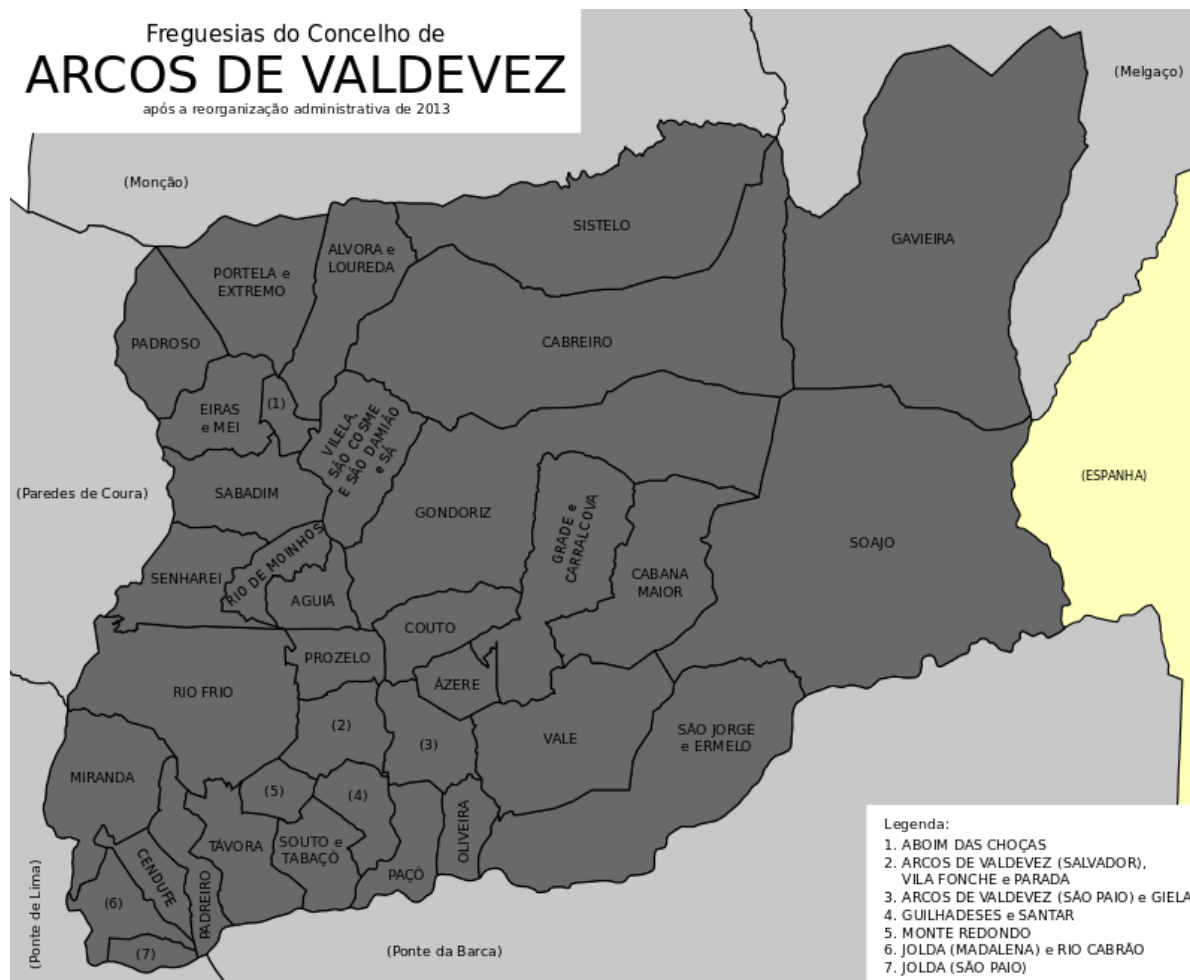 Freguesias do Concelho de
ARCOS DE VALDEVEZ
após a reorganização administrativa de 2013
(Melgaço)
(Monção)
SISTELO
GAVIEIRA
ALVORA e
LOUREDA
PORTELA e
EXTREMO
PADROSO
CABREIRO
EIRAS
e MEI
(1)
VILELA,
SÃO COSME
E SÃO DAMIÃO
e SÁ
(Paredes de Coura)
SABADIM
(ESPANHA)
GONDORIZ
GRADE e
CARRALCOVA
SOAJO
RIO DE MOINHOS
SENHAREI
CABANA
MAIOR
AGUIÃ
COUTO
PROZELO
ÁZERE
RIO FRIO
(2)
(3)
VALE
SÃO JORGE
e ERMELO
MIRANDA
(5)
(4)
TÁVORA
SOUTO e
TABAÇÔ
OLIVEIRA
PAÇÔ
CENDUFE
PADREIRO
(6)
(7)
(Ponte de Lima)
(Ponte da Barca)
Legenda:
1. ABOIM DAS CHOÇAS
2. ARCOS DE VALDEVEZ (SALVADOR),
VILA FONCHE e PARADA
3. ARCOS DE VALDEVEZ (SÃO PAIO) e GIELA
4. GUILHADESES e SANTAR
5. MONTE REDONDO
6. JOLDA (MADALENA) e RIO CABRÃO
7. JOLDA (SÃO PAIO)